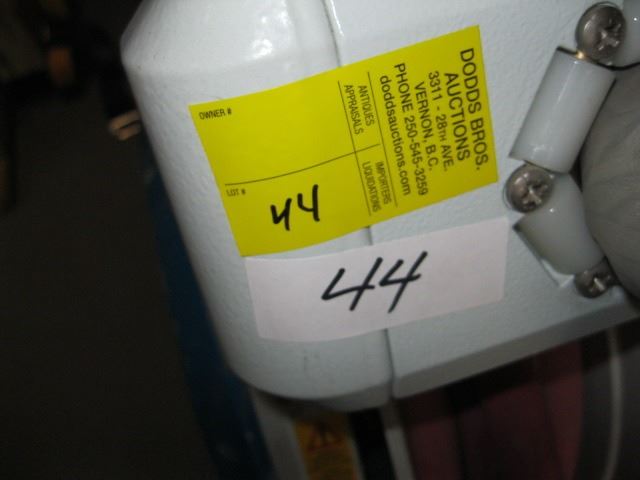 OWNER #
LOT #
44
ANTIQUES
APPRAISALS
IMPORTERS
LIQUIDATIONS
DODDS BROS.
AUCTIONS
3311 - 28TH AVE.
VERNON, B.C.
PHONE 250-545-3259
doddsauctions.com
44